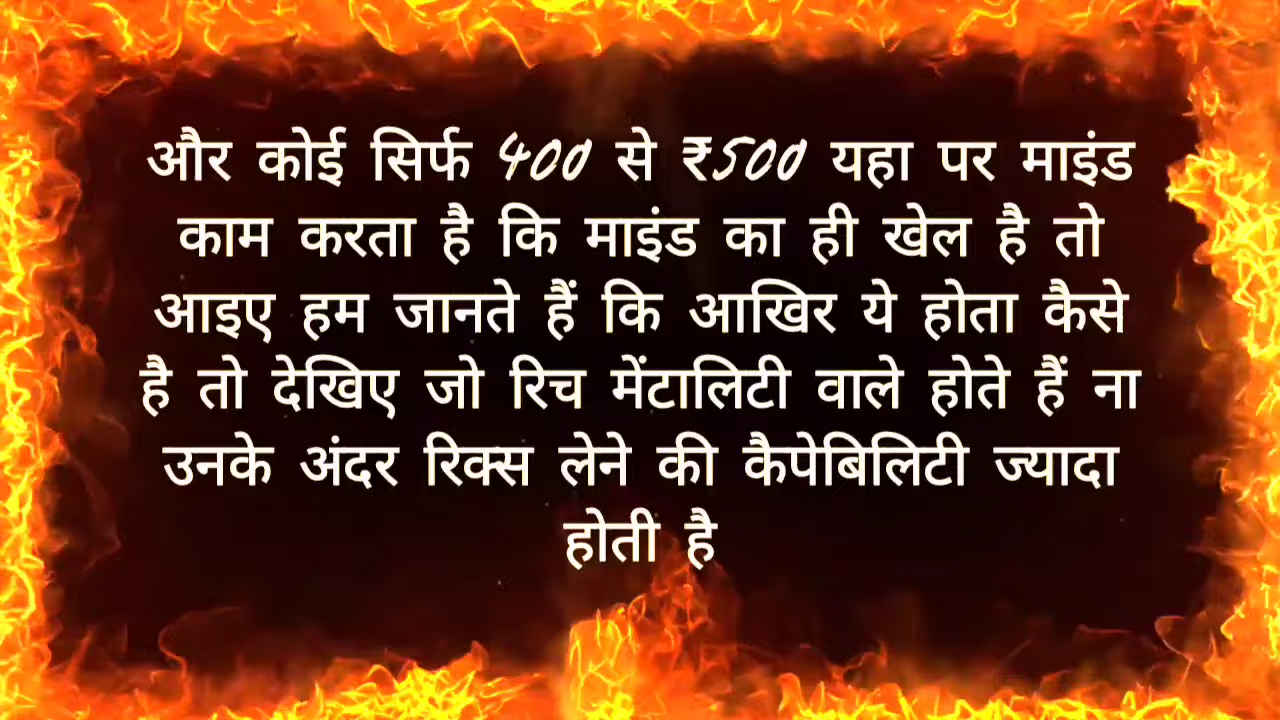 और कोई सिर्फ 400 से ₹500 यहा पर माइंड
काम करता है कि माइंड का ही खेल है तो
आइए हम जानते हैं कि आखिर ये होता कैसे
है तो देखिए जो रिच मेंटालिटी वाले होते हैं ना
उनके अंदर रिक्स लेने की कैपेबिलिटी ज्यादा
होती है